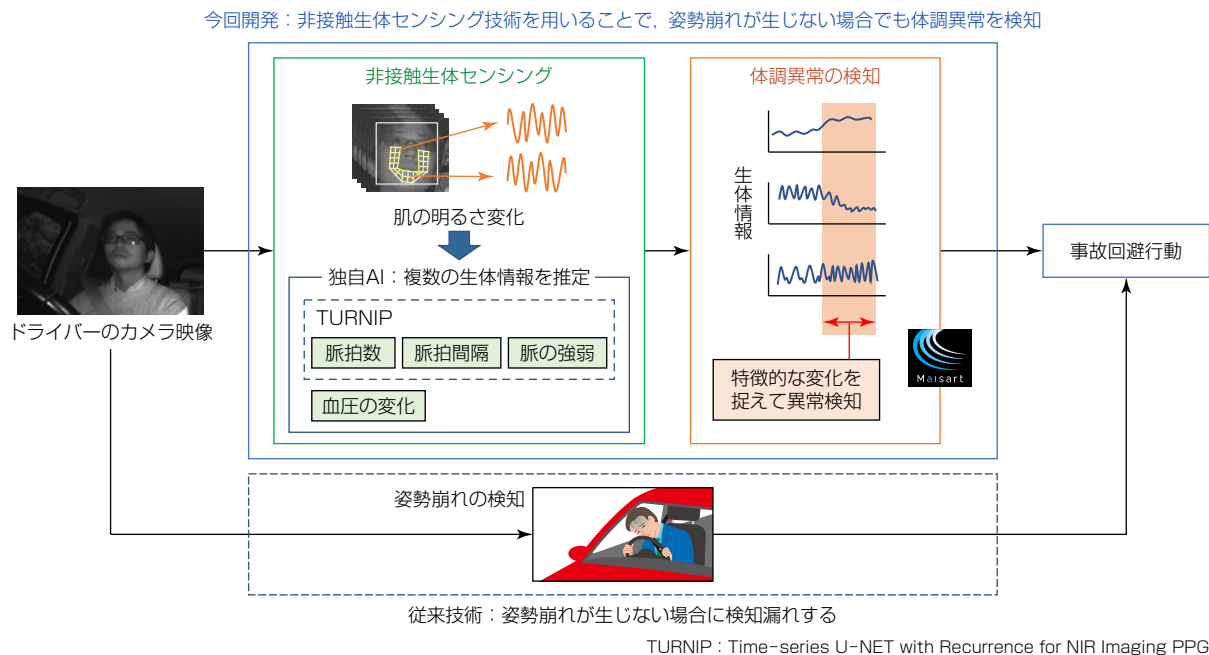 今回開発：非接触生体センシング技術を用いることで，姿勢崩れが生じない場合でも体調異常を検知
非接触生体センシング
肌の明るさ変化
独自AI：複数の生体情報を推定
TURNIP
脈拍数
脈拍間隔
脈の強弱
血圧の変化
体調異常の検知
生体情報
特徴的な変化を
捉えて異常検知
Maisart
事故回避行動
ドライバーのカメラ映像
姿勢崩れの検知
従来技術：姿勢崩れが生じない場合に検知漏れする
TURNIP：Time-series U-NET with Recurrence for NIR Imaging PPG